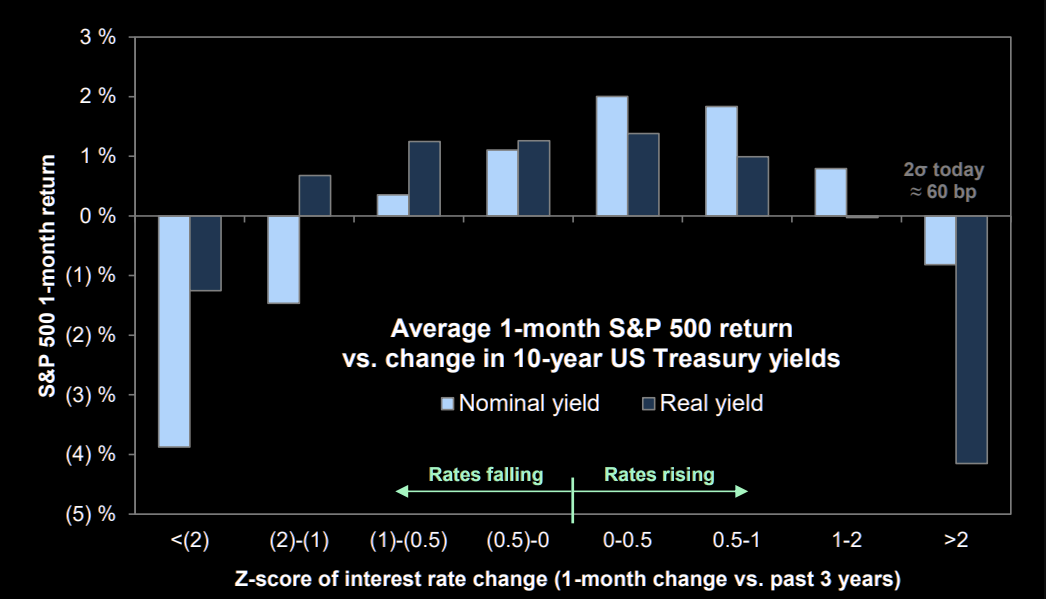 3 %
2 %
1 %
0 %
(1) %
(2) %
(3) %
(4) %
(5) %
S&P 500 1-month return
2σ today
≈ 60 bp
Average 1-month S&P 500 return
vs. change in 10-year US Treasury yields
Nominal yield Real yield
Rates falling Rates rising
<(2) (2)-(1) (1)-(0.5) (0.5)-0 0-0.5 0.5-1 1-2 >2
Z-score of interest rate change (1-month change vs. past 3 years)